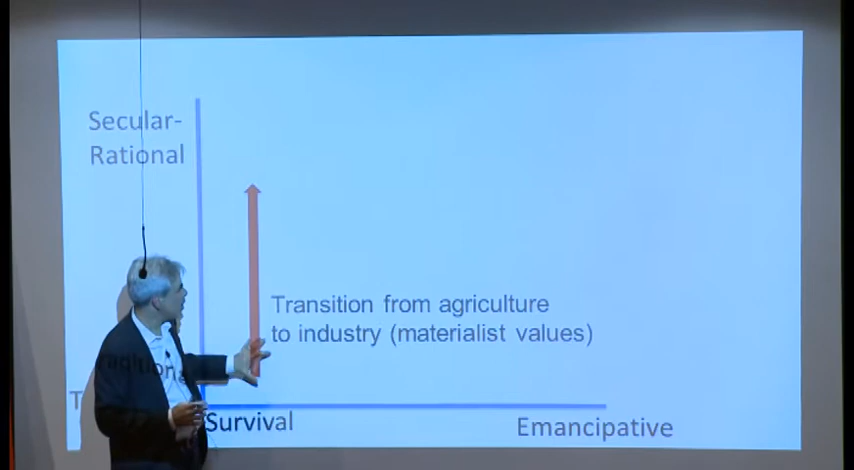 Secular-
Rational
Transition from agriculture
to industry (materialist values)
Survival
Emancipative